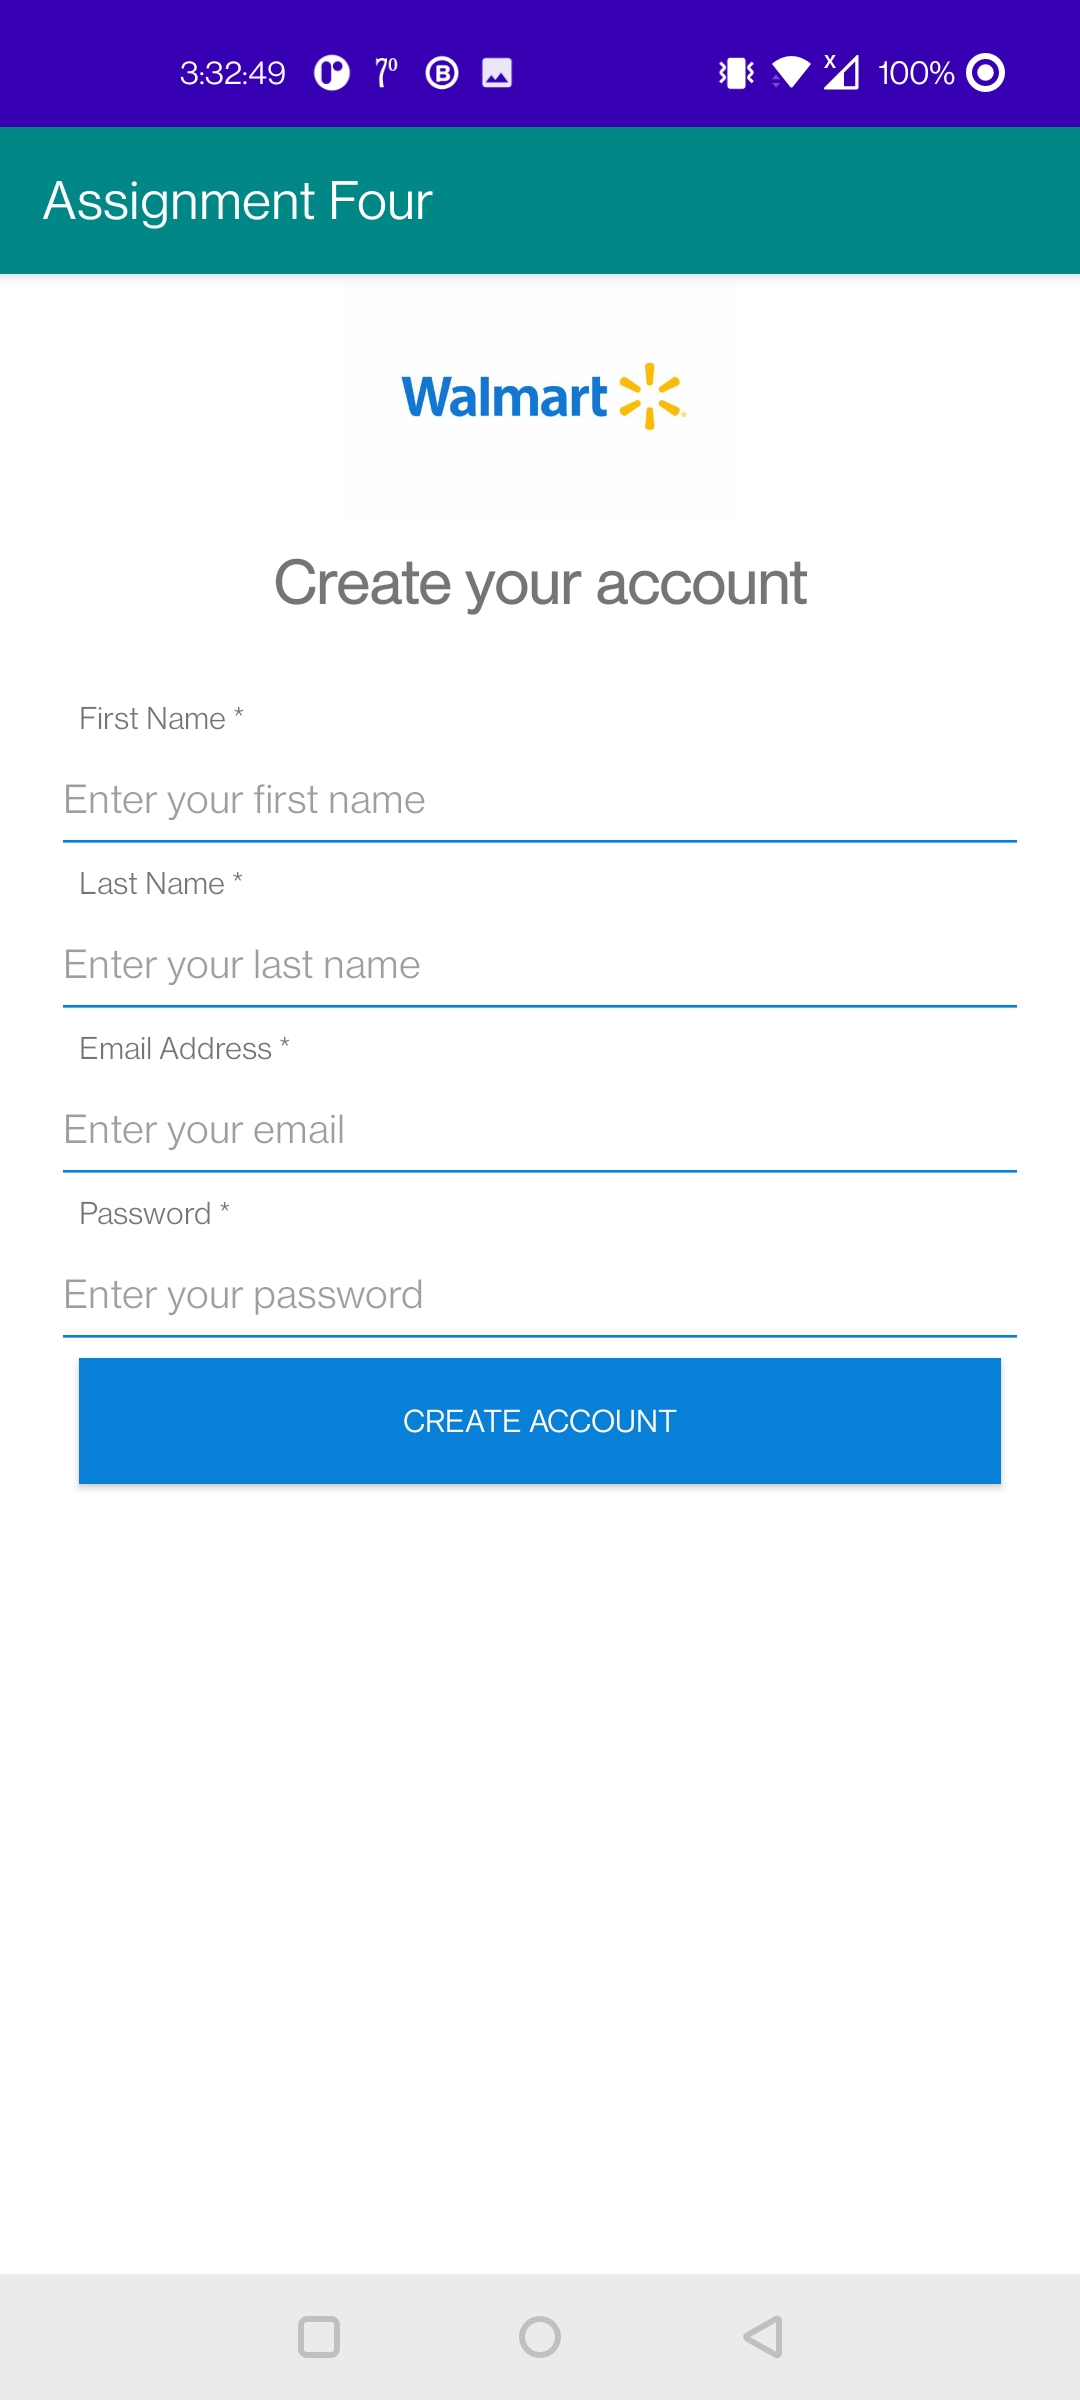 3:32:49 7⁰ B X 100%
Assignment Four
Walmart
Create your account
First Name *
Enter your first name
Last Name *
Enter your last name
Email Address *
Enter your email
Password *
Enter your password
CREATE ACCOUNT